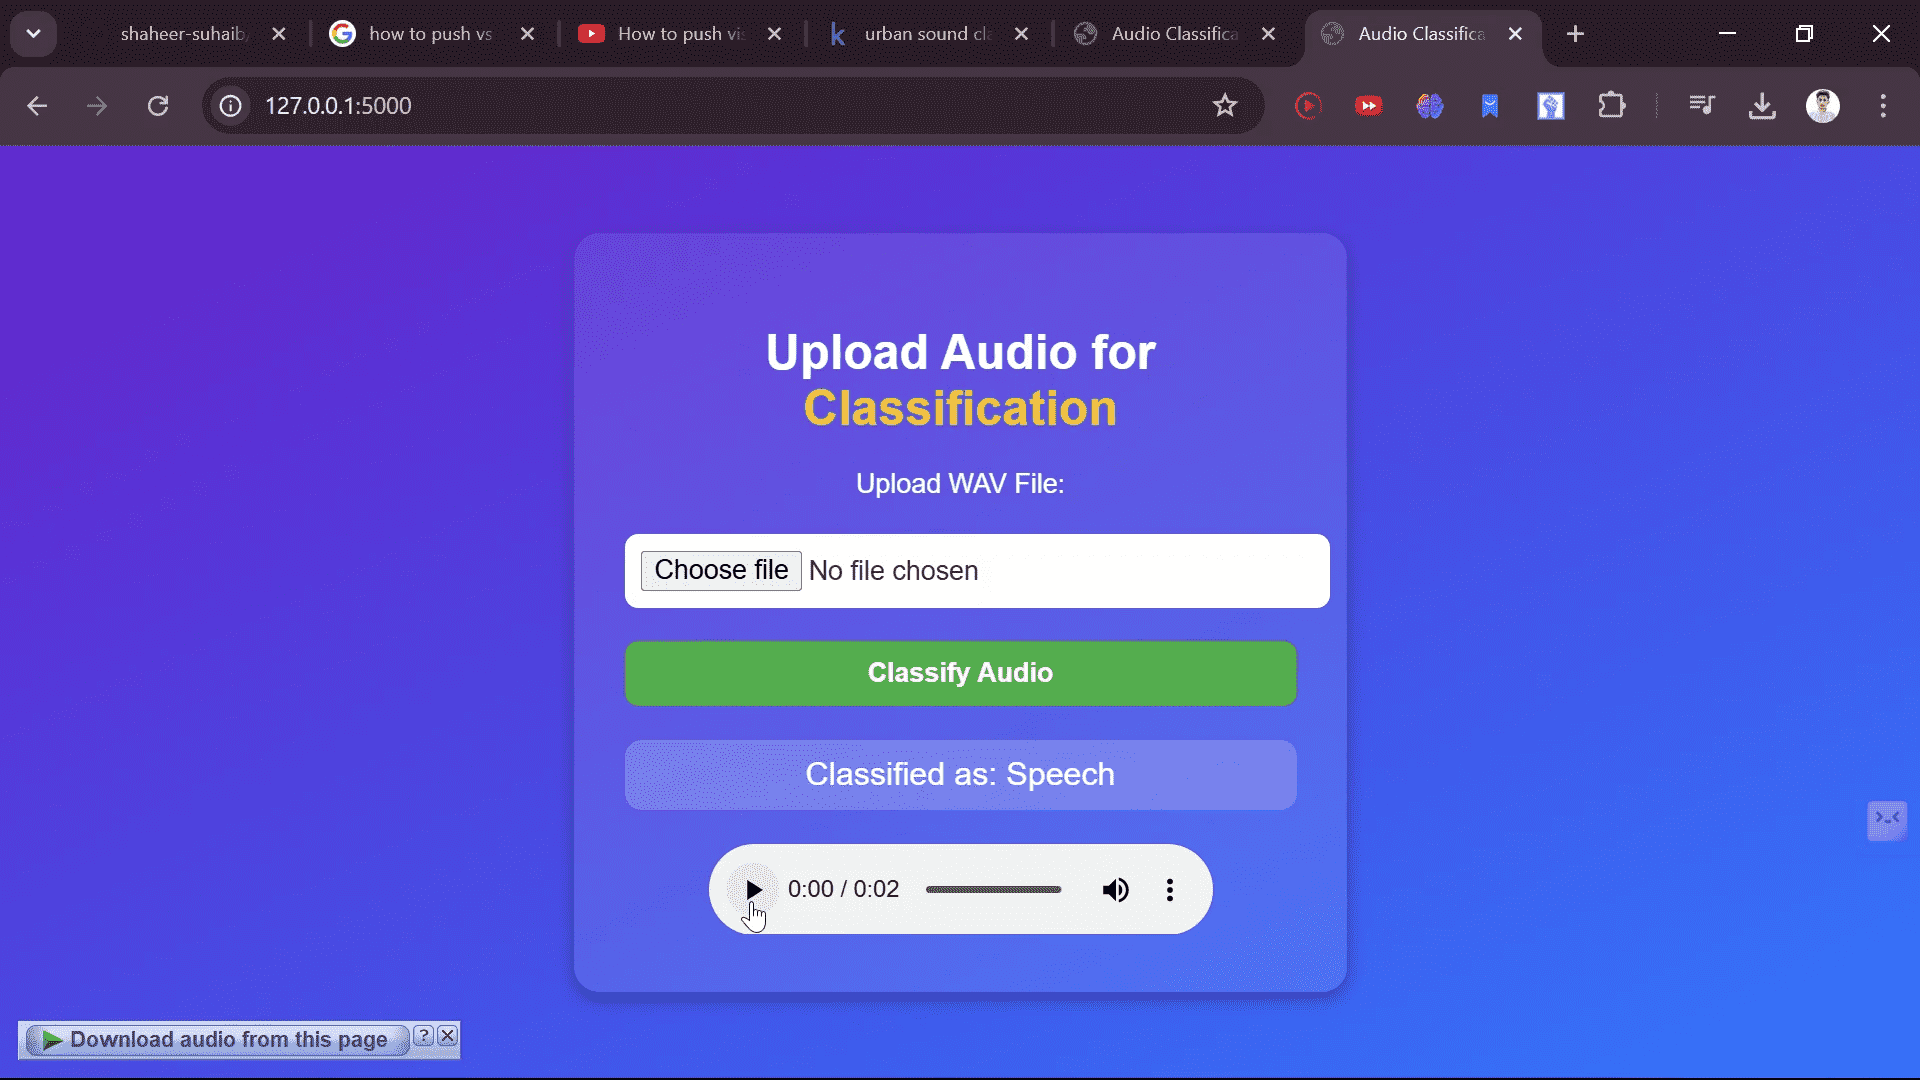 shaheer-suhaib/
how to push vs
How to push vis
urban sound cla
Audio Classifica
Audio Classifica
127.0.0.1:5000
Upload Audio for
Classification
Upload WAV File:
Choose file No file chosen
Classify Audio
Classified as: Speech
0:00 / 0:02
Download audio from this page ?